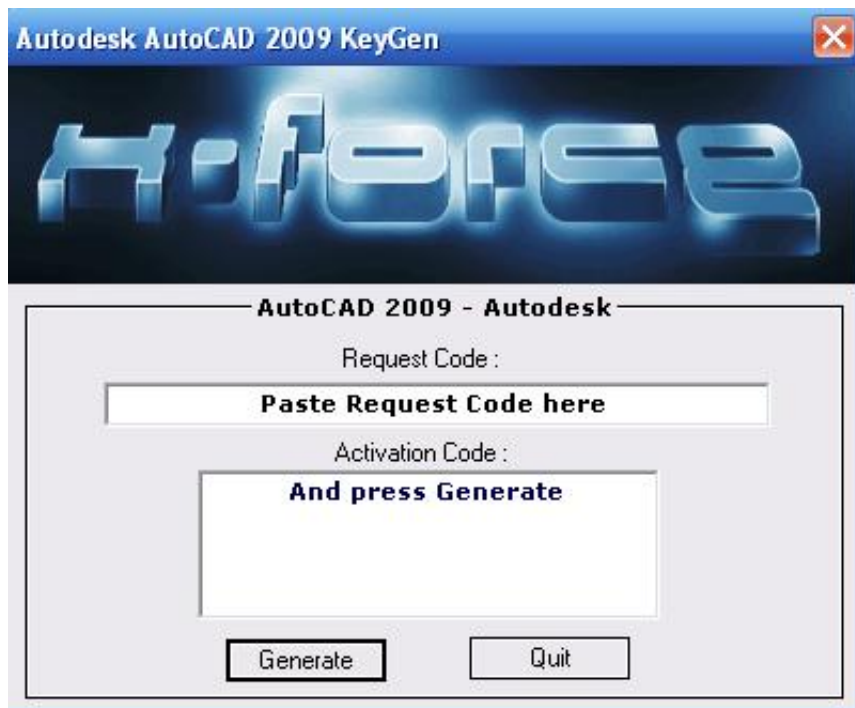 Autodesk AutoCAD 2009 KeyGen
X-force
AutoCAD 2009 - Autodesk
Request Code :
Paste Request Code here
Activation Code :
And press Generate
Generate
Quit